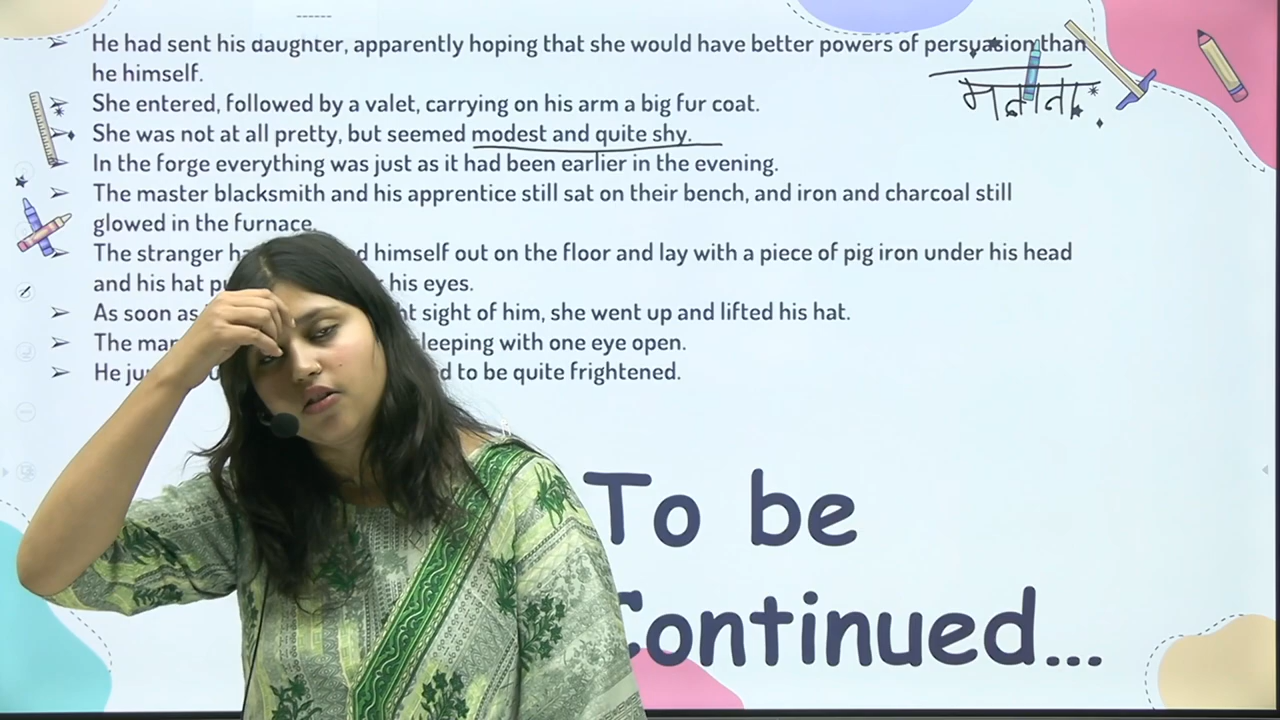 ------
He had sent his daughter, apparently hoping that she would have better powers of persuasion than
he himself.
मनाना
She entered, followed by a valet, carrying on his arm a big fur coat.
She was not at all pretty, but seemed modest and quite shy.
In the forge everything was just as it had been earlier in the evening.
The master blacksmith and his apprentice still sat on their bench, and iron and charcoal still
glowed in the furnace.
The stranger himself out on the floor and lay with a piece of pig iron under his head
and his hat his eyes.
As soon as sight of him, she went up and lifted his hat.
The man sleeping with one eye open.
He to be quite frightened.
To be
Continued...